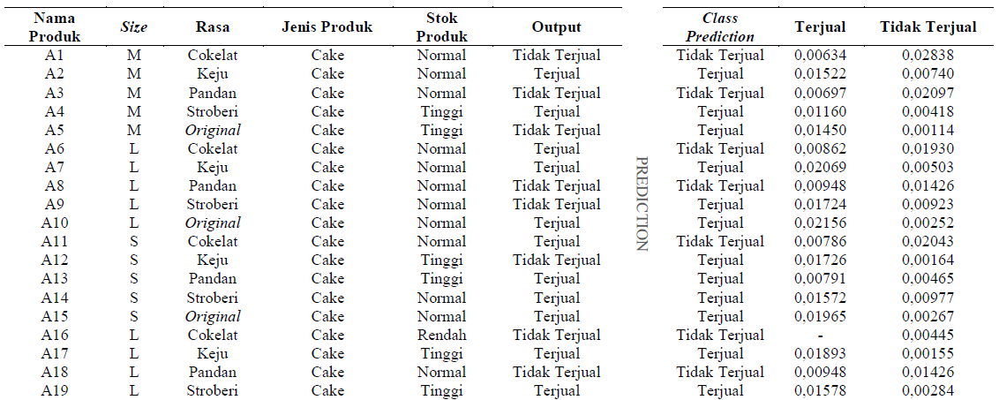 Nama Produk Size Rasa Jenis Produk Stok Produk Output Class Prediction Terjual Tidak Terjual
A1 M Cokelat Cake Normal Tidak Terjual Tidak Terjual 0,00634 0,02838
A2 M Keju Cake Normal Terjual Terjual 0,01522 0,00740
A3 M Pandan Cake Normal Tidak Terjual Tidak Terjual 0,00697 0,02097
A4 M Stroberi Cake Tinggi Terjual Terjual 0,01160 0,00418
A5 M Original Cake Tinggi Tidak Terjual Terjual 0,01450 0,00114
A6 L Cokelat Cake Normal Terjual Tidak Terjual 0,00862 0,01930
A7 L Keju Cake Normal Terjual Terjual 0,02069 0,00503
A8 L Pandan Cake Normal Tidak Terjual Tidak Terjual 0,00948 0,01426
A9 L Stroberi Cake Normal Tidak Terjual Terjual 0,01724 0,00923
A10 L Original Cake Normal Terjual Terjual 0,02156 0,00252
A11 S Cokelat Cake Normal Terjual Tidak Terjual 0,00786 0,02043
A12 S Keju Cake Tinggi Tidak Terjual Terjual 0,01726 0,00164
A13 S Pandan Cake Tinggi Terjual Terjual 0,00791 0,00465
A14 S Stroberi Cake Normal Terjual Terjual 0,01572 0,00977
A15 S Original Cake Normal Terjual Terjual 0,01965 0,00267
A16 L Cokelat Cake Rendah Tidak Terjual Tidak Terjual - 0,00445
A17 L Keju Cake Tinggi Terjual Terjual 0,01893 0,00155
A18 L Pandan Cake Normal Tidak Terjual Tidak Terjual 0,00948 0,01426
A19 L Stroberi Cake Tinggi Terjual Terjual 0,01578 0,00284
PREDICTION